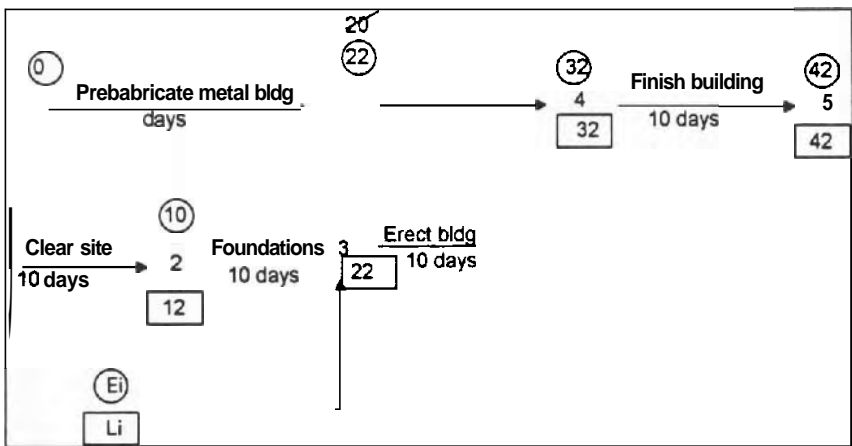 20
0
22
32
42
Prebabricate metal bldg
days
4
Finish building
10 days
5
32
42
10
Clear site
10 days
2
Foundations
10 days
3
Erect bldg
10 days
22
12
Ei
Li